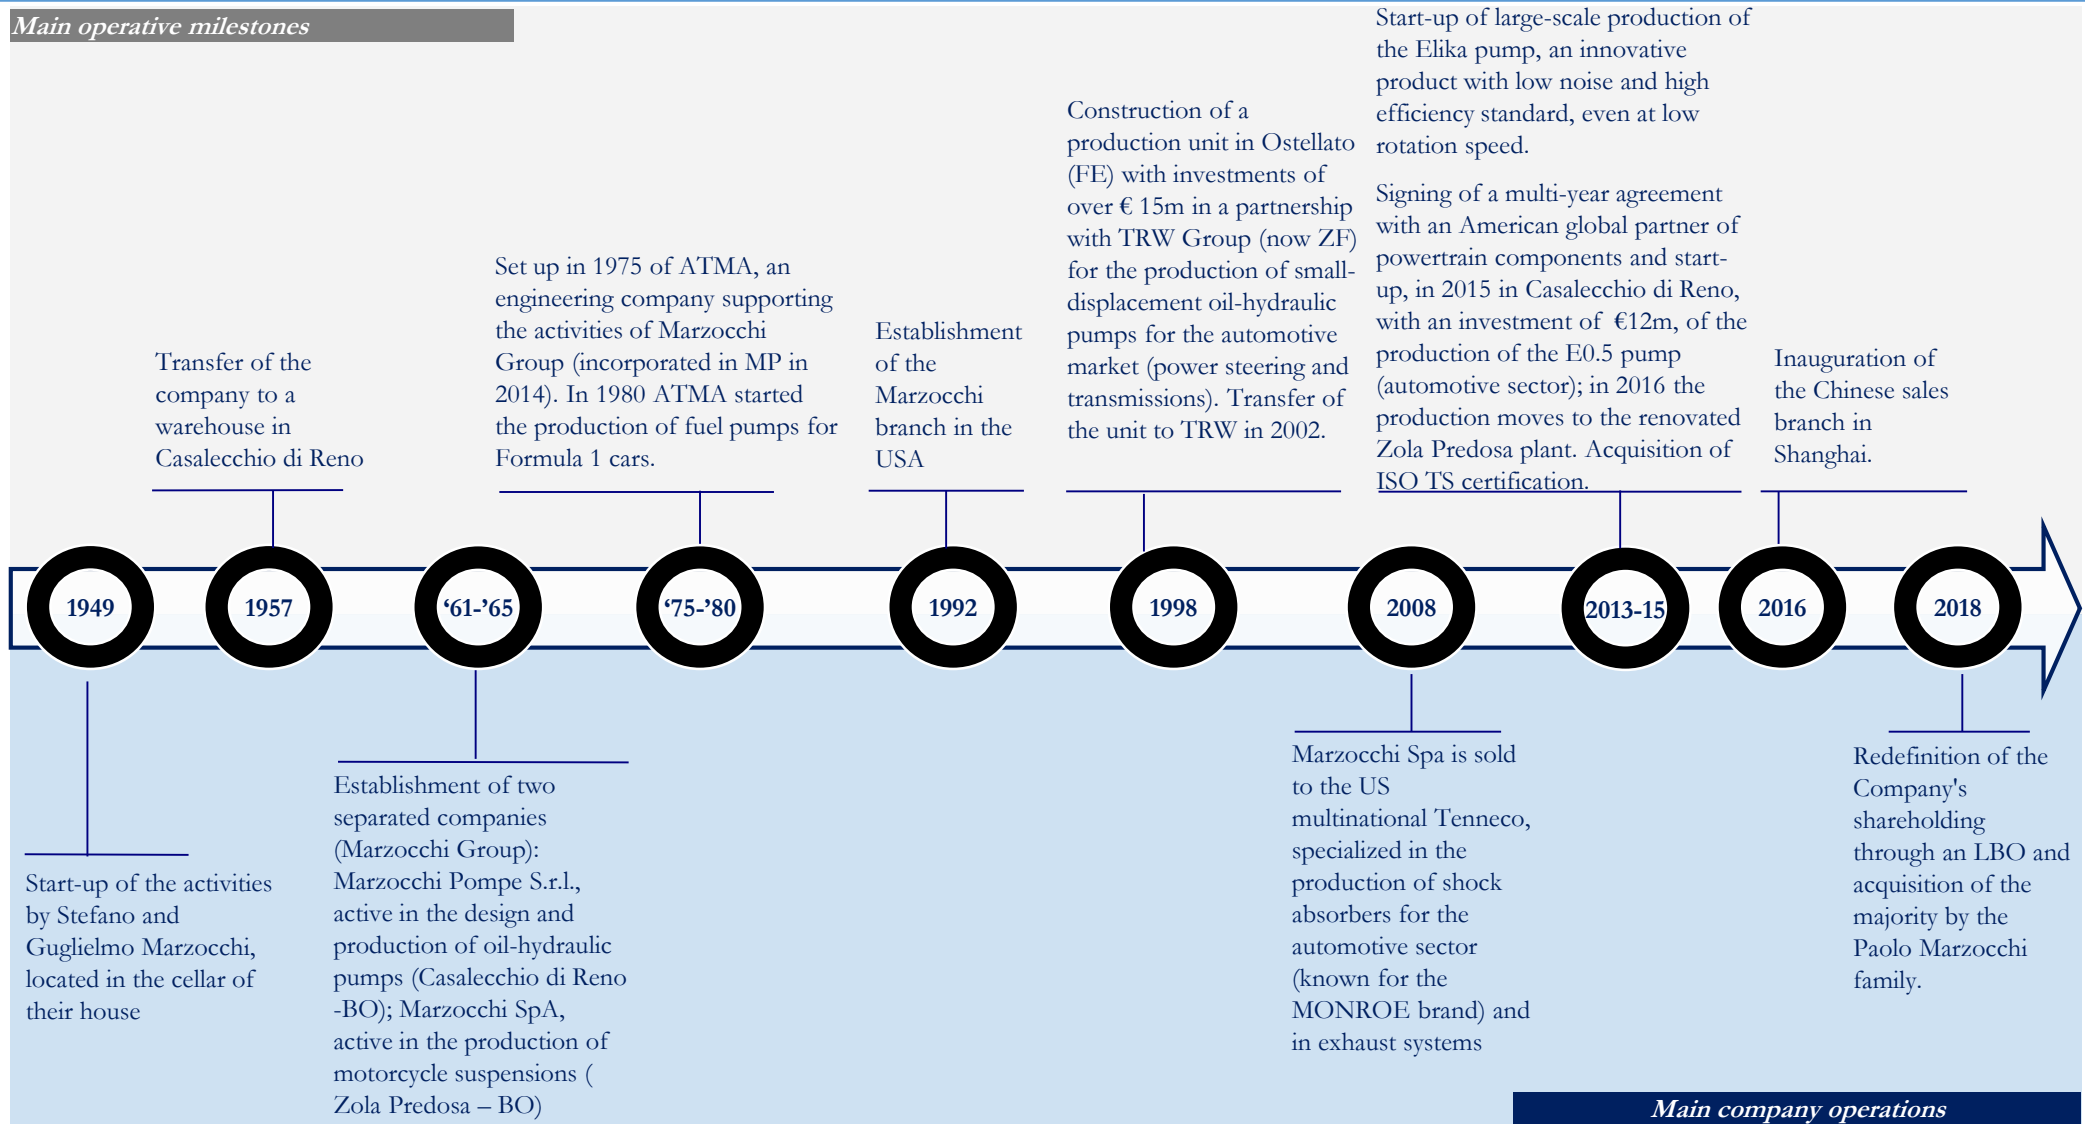 Main operative milestones
Transfer of the
company to a
warehouse in
Casalecchio di Reno
Set up in 1975 of ATMA, an
engineering company supporting
the activities of Marzocchi
Group (incorporated in MP in
2014). In 1980 ATMA started
the production of fuel pumps for
Formula 1 cars.
Establishment
of the
Marzocchi
branch in the
USA
Construction of a
production unit in Ostellato
(FE) with investments of
over € 15m in a partnership
with TRW Group (now ZF)
for the production of small-
displacement oil-hydraulic
pumps for the automotive
market (power steering and
transmissions). Transfer of
the unit to TRW in 2002.
Start-up of large-scale production of
the Elika pump, an innovative
product with low noise and high
efficiency standard, even at low
rotation speed.
Signing of a multi-year agreement
with an American global partner of
powertrain components and start-
up, in 2015 in Casalecchio di Reno,
with an investment of €12m, of the
production of the E0.5 pump
(automotive sector); in 2016 the
production moves to the renovated
Zola Predosa plant. Acquisition of
ISO TS certification.
Inauguration of
the Chinese sales
branch in
Shanghai.
1949
1957
‘61-’65
‘75-’80
1992
1998
2008
2013-15
2016
2018
Start-up of the activities
by Stefano and
Guglielmo Marzocchi,
located in the cellar of
their house
Establishment of two
separated companies
(Marzocchi Group):
Marzocchi Pompe S.r.l.,
active in the design and
production of oil-hydraulic
pumps (Casalecchio di Reno
-BO); Marzocchi SpA,
active in the production of
motorcycle suspensions (
Zola Predosa – BO)
Marzocchi Spa is sold
to the US
multinational Tenneco,
specialized in the
production of shock
absorbers for the
automotive sector
(known for the
MONROE brand) and
in exhaust systems
Redefinition of the
Company's
shareholding
through an LBO and
acquisition of the
majority by the
Paolo Marzocchi
family.
Main company operations